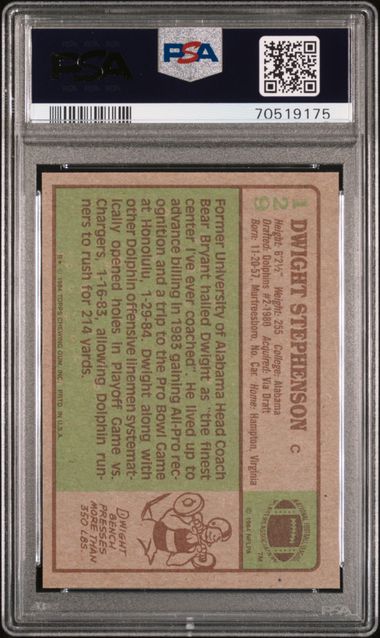 PSA
PSA
70519175
129
DWIGHT STEPHENSON C
Height: 6'2½" Weight: 255 College: Alabama
Drafted: Dolphins #2-1980 Acquired: Via Draft
Born: 11-20-57, Murfreesboro, No. Car. Home: Hampton, Virginia
Former University of Alabama Head Coach
Bear Bryant hailed Dwight as "the finest
center I've ever coached". He lived up to
advance billing in 1983 gaining All-Pro rec-
ognition and a trip to the Pro Bowl Game
at Honolulu, 1-29-84. Dwight along with
other Dolphin offensive linemen systemat-
ically opened holes in Playoff Game vs.
Chargers, 1-16-83, allowing Dolphin run-
ners to rush for 214 yards.
© 1984 TOPPS CHEWING GUM, INC. PRTD. IN U.S.A.
TM
© 1984 NFLPA
DWIGHT
BENCH
PRESSES
MORE THAN
350 LBS.